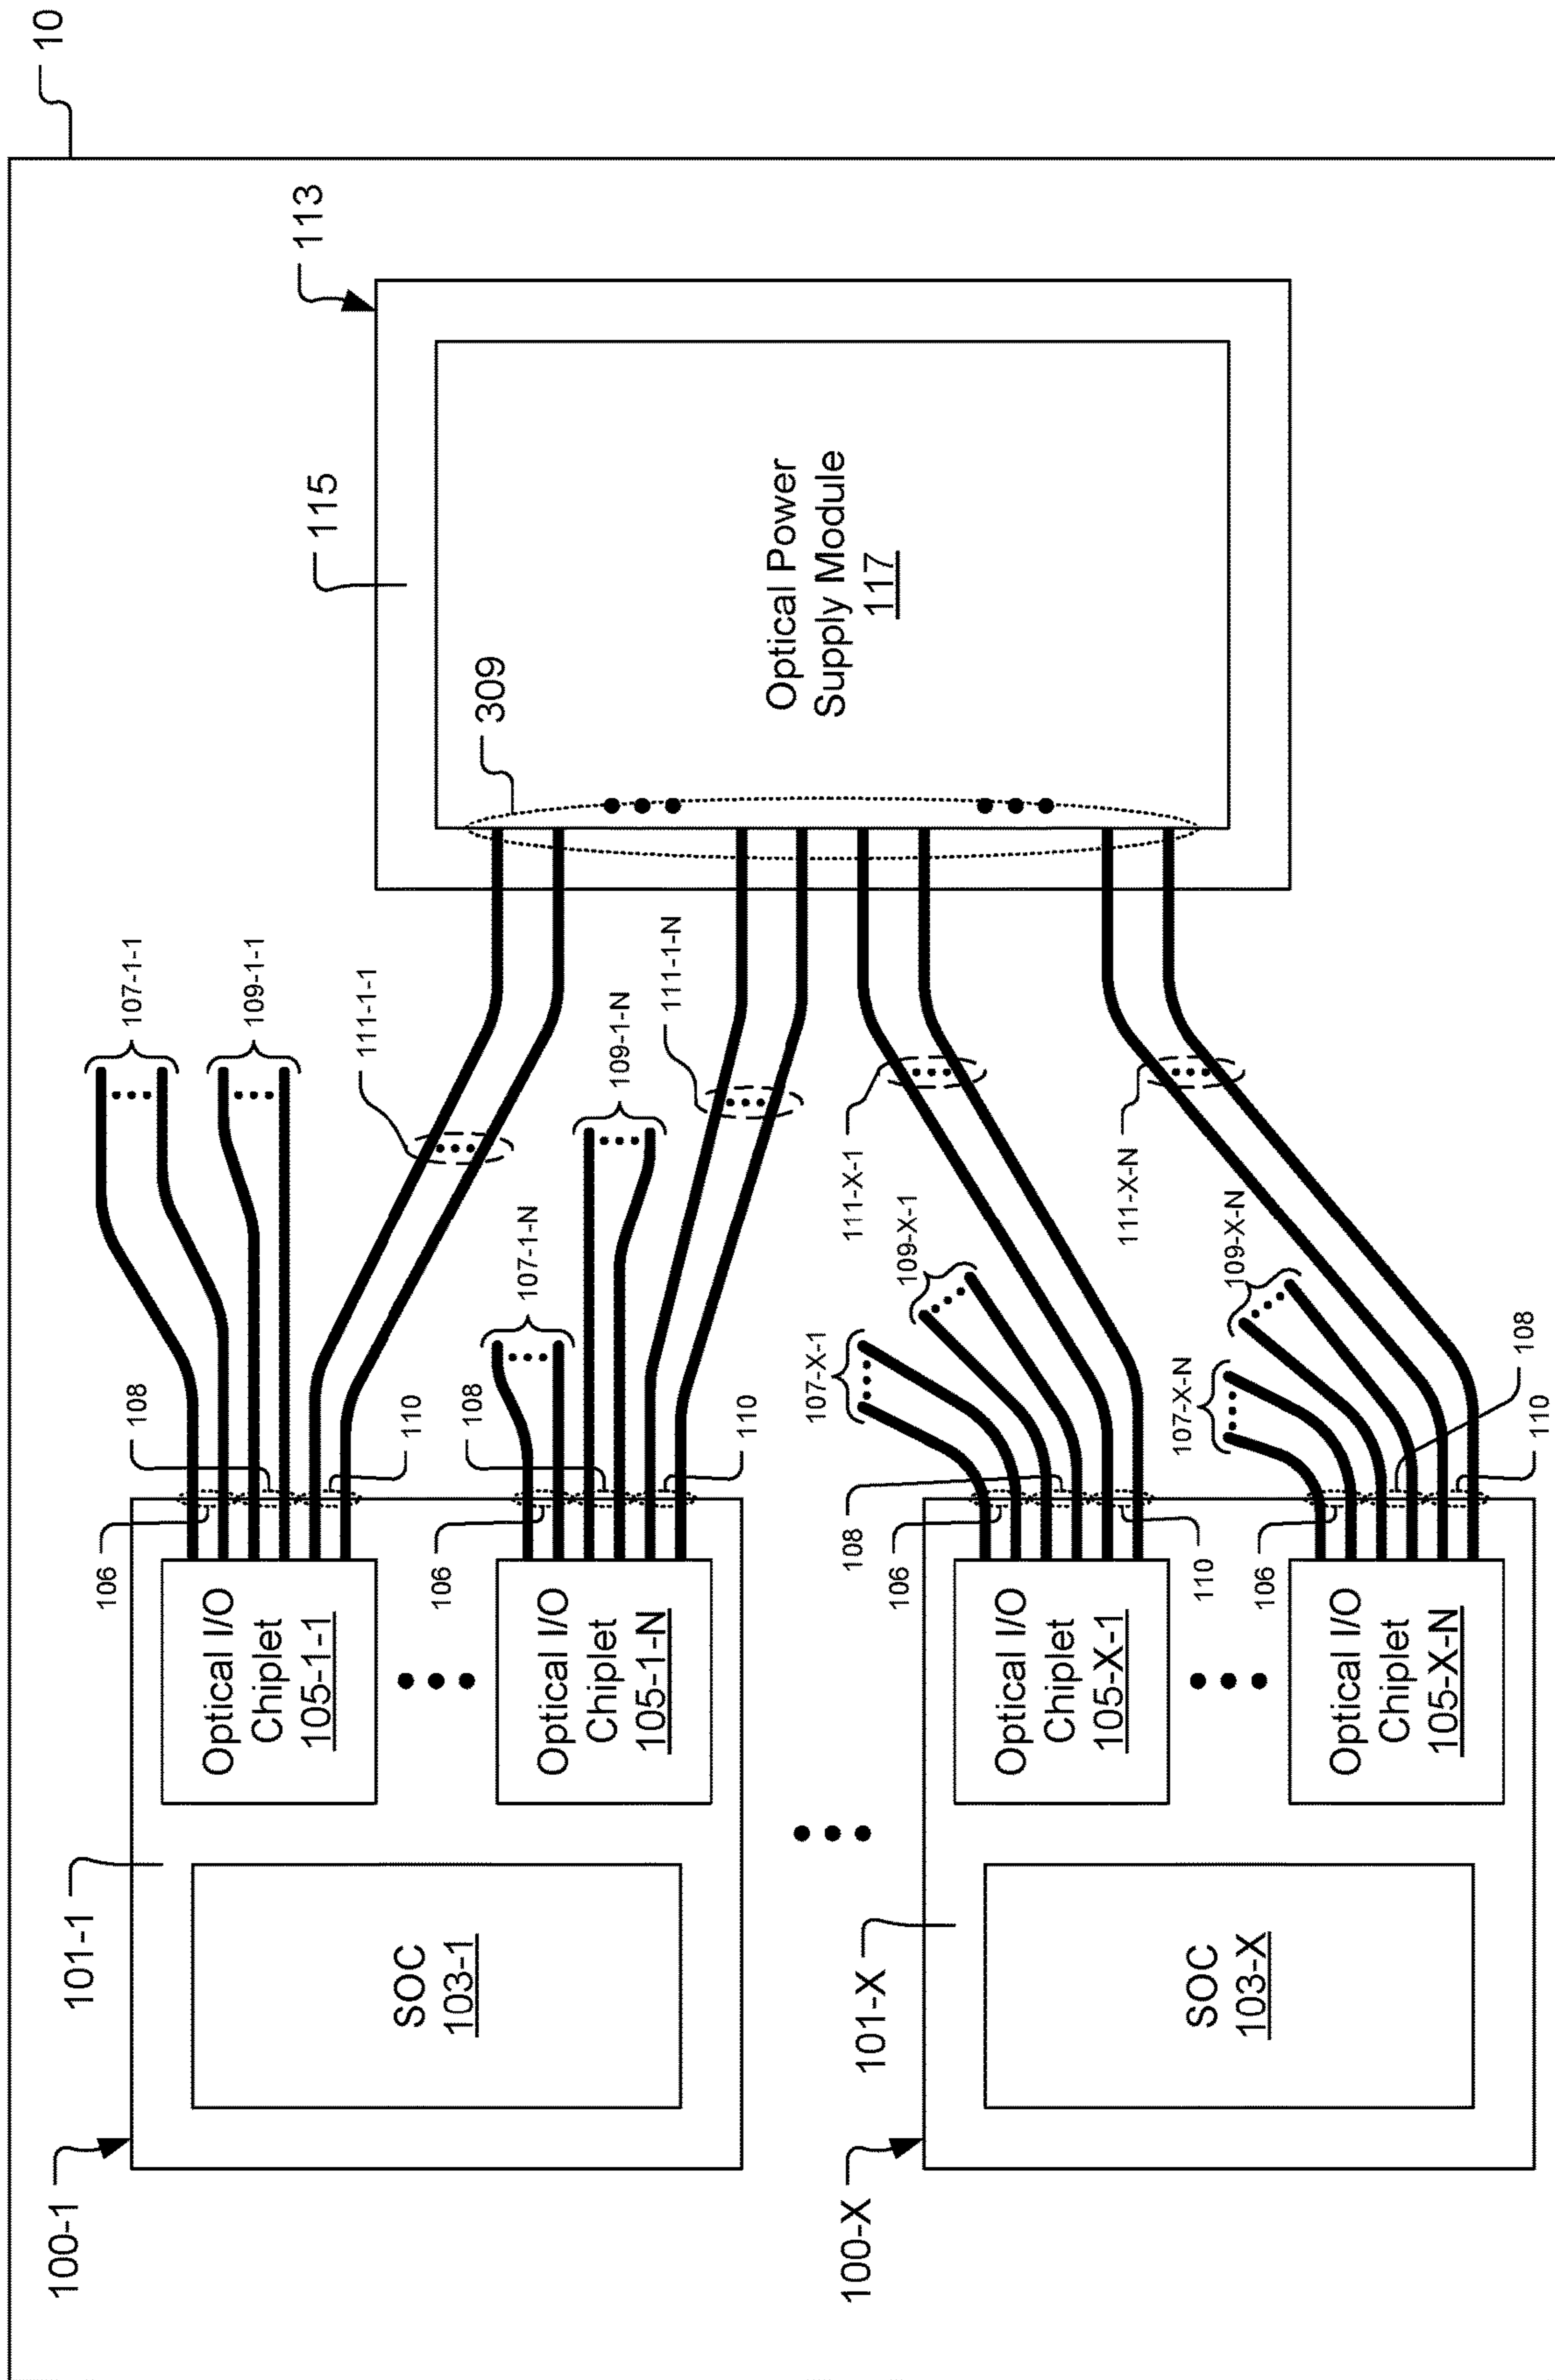 10
100-1
101-1
SOC
103-1
Optical I/O
Chiplet
105-1-1
106
108
110
107-1-1
109-1-1
111-1-1
Optical I/O
Chiplet
105-1-N
106
108
110
107-1-N
109-1-N
111-1-N
113
115
309
Optical Power
Supply Module
117
100-X
101-X
SOC
103-X
Optical I/O
Chiplet
105-X-1
106
108
110
107-X-1
109-X-1
111-X-1
Optical I/O
Chiplet
105-X-N
106
108
110
107-X-N
109-X-N
111-X-N